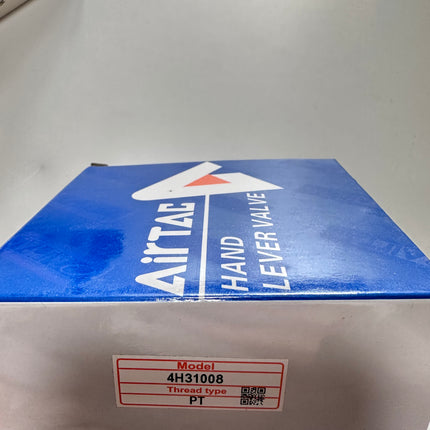 AirTAC
HAND
LEVER VALVE
Model
4H31008
Thread type
PT